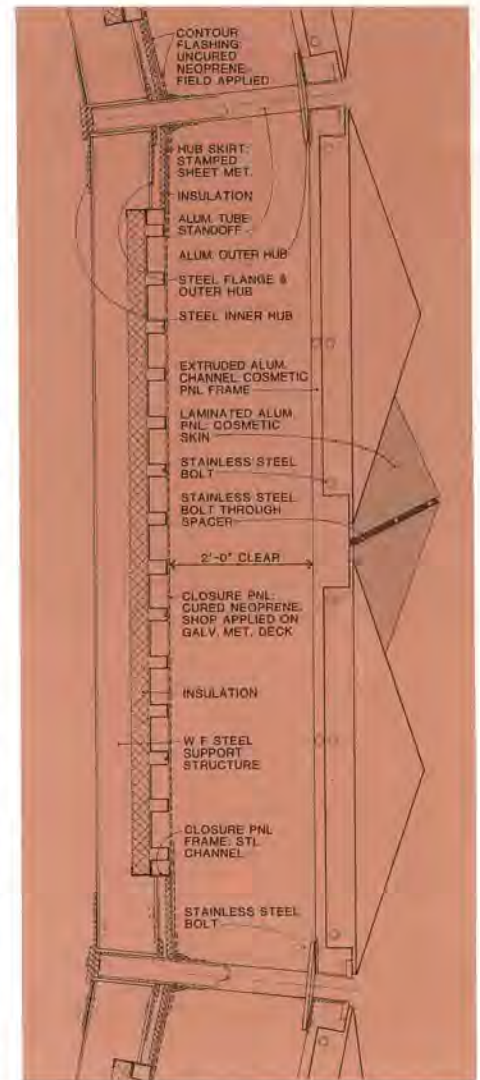 CONTOUR
FLASHING:
UNCURED
NEOPRENE,
FIELD APPLIED
HUB SKIRT:
STAMPED
SHEET MET.
INSULATION
ALUM. TUBE
STANDOFF
ALUM. OUTER HUB
STEEL FLANGE &
OUTER HUB
STEEL INNER HUB
EXTRUDED ALUM.
CHANNEL: COSMETIC
PNL FRAME
LAMINATED ALUM.
PNL: COSMETIC
SKIN
STAINLESS STEEL
BOLT
STAINLESS STEEL
BOLT THROUGH
SPACER
2'-0" CLEAR
CLOSURE PNL:
CURED NEOPRENE,
SHOP APPLIED ON
GALV. MET. DECK
INSULATION
W F STEEL
SUPPORT
STRUCTURE
CLOSURE PNL
FRAME: STL
CHANNEL
STAINLESS STEEL
BOLT